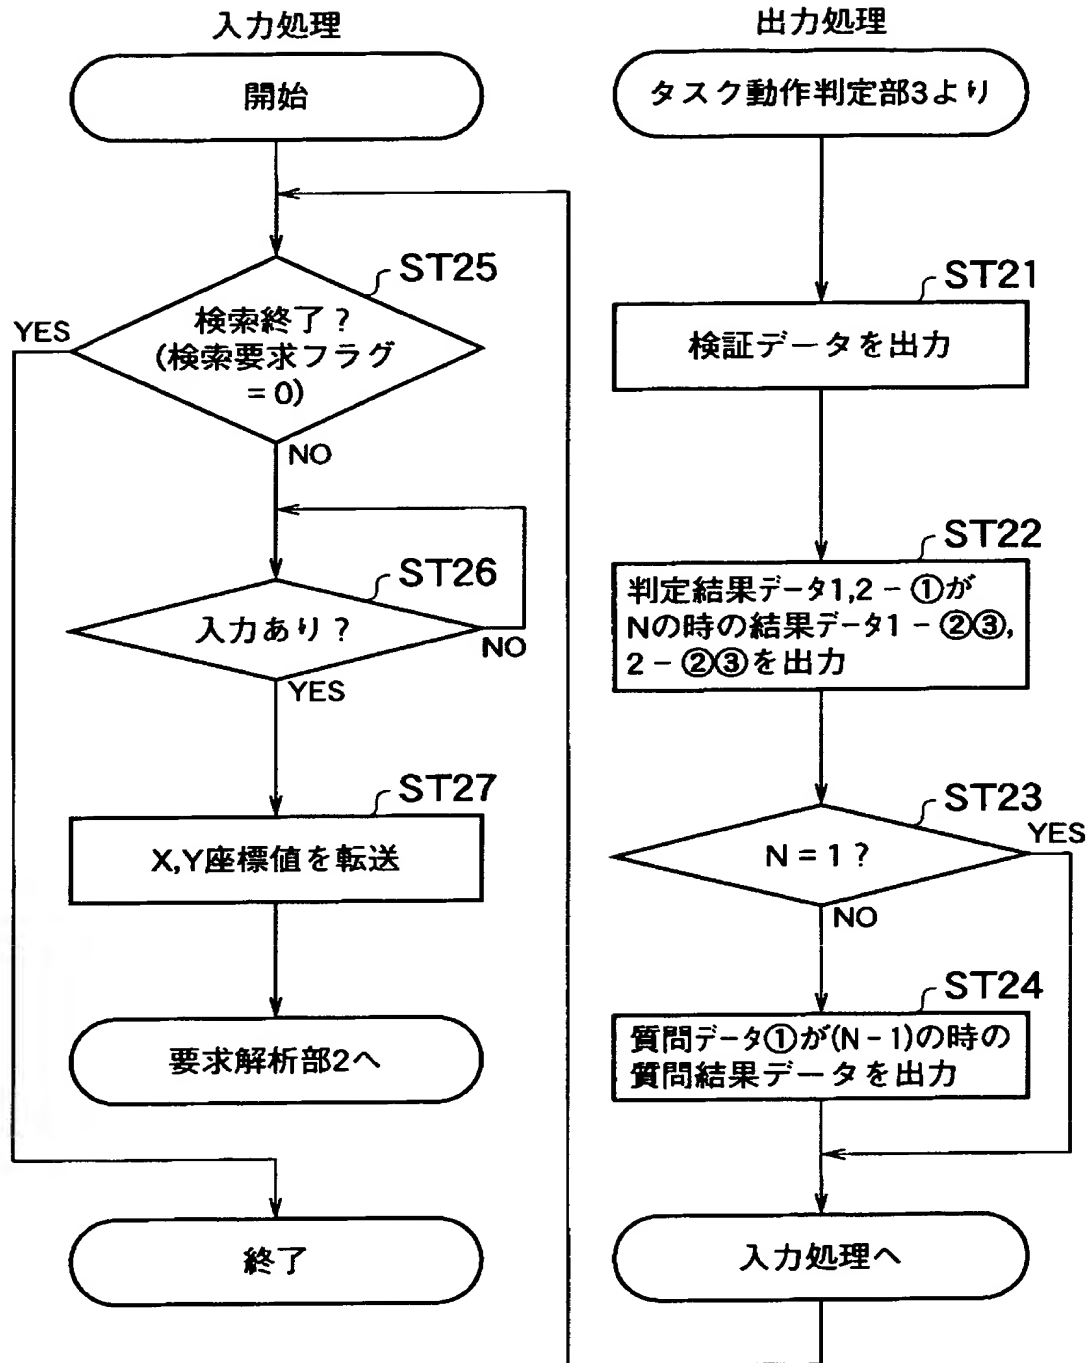 入力処理
開始
ST25
検索終了？
(検索要求フラグ
= 0)
YES
NO
ST26
入力あり？
NO
YES
ST27
X,Y座標値を転送
要求解析部2へ
終了
出力処理
タスク動作判定部3より
ST21
検証データを出力
ST22
判定結果データ1,2 - ①が
Nの時の結果データ1 - ②③,
2 - ②③を出力
ST23
N = 1 ?
YES
NO
ST24
質問データ①が(N - 1)の時の
質問結果データを出力
入力処理へ